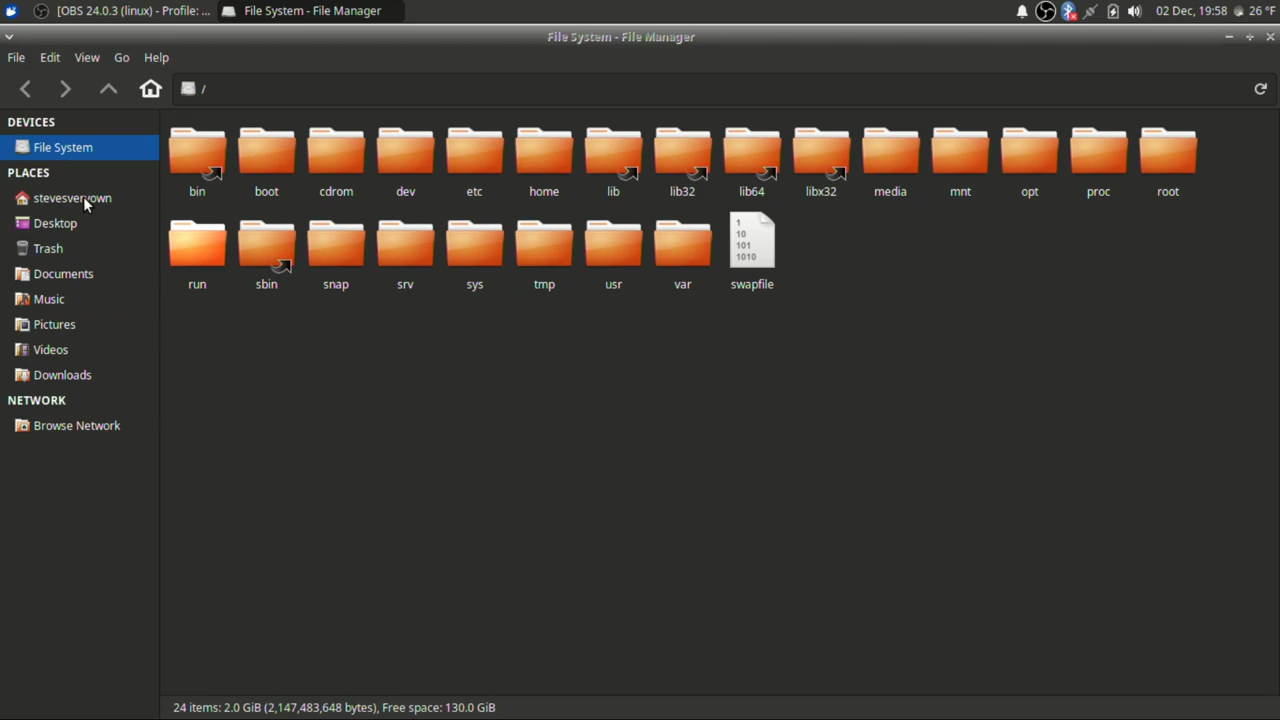 [OBS 24.0.3 (linux) - Profile: ... File System - File Manager 02 Dec, 19:58 26 °F
File System - File Manager
File Edit View Go Help
/
DEVICES
File System
PLACES
Desktop
Trash
Documents
Music
Pictures
Videos
Downloads
NETWORK
Browse Network
bin boot cdrom dev etc home lib lib32 lib64 libx32 media mnt opt proc root
1
10
101
1010
run sbin snap srv sys tmp usr var swapfile
24 items: 2.0 GiB (2,147,483,648 bytes), Free space: 130.0 GiB